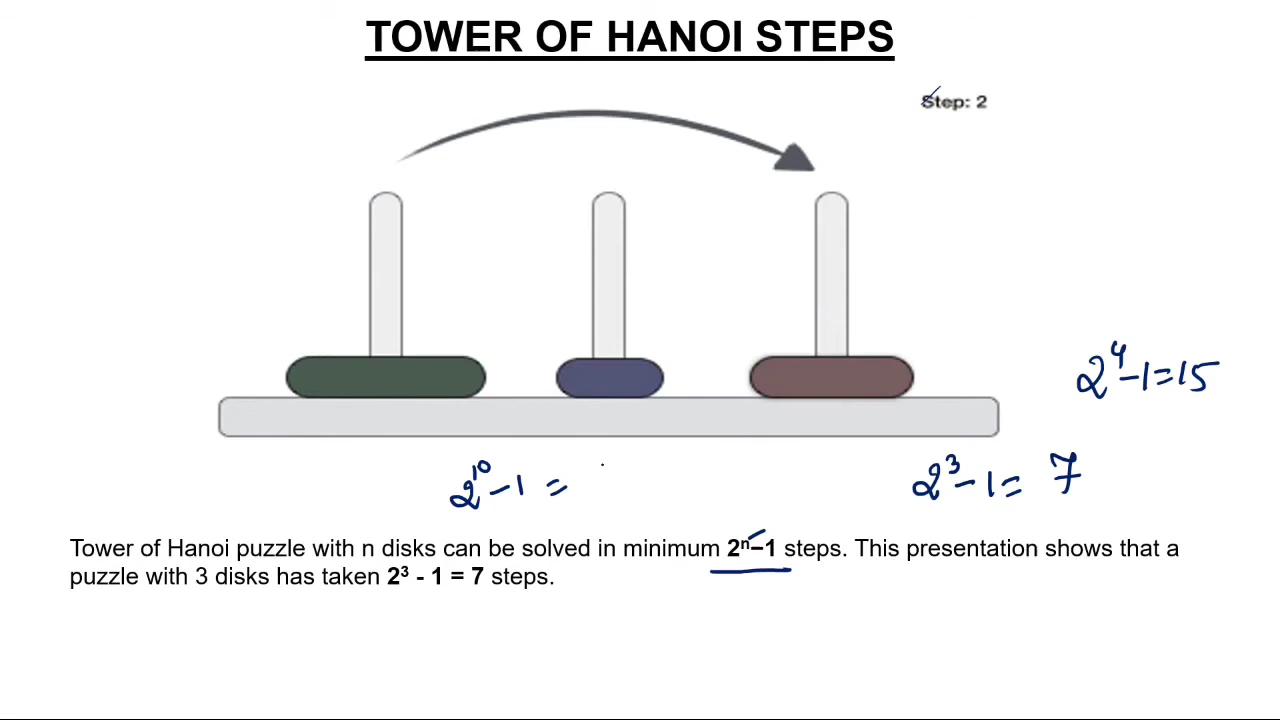 TOWER OF HANOI STEPS
Step: 2
2⁴-1=15
2¹⁰-1=
2³-1= 7
Tower of Hanoi puzzle with n disks can be solved in minimum 2ⁿ−1 steps. This presentation shows that a
puzzle with 3 disks has taken 2³ - 1 = 7 steps.